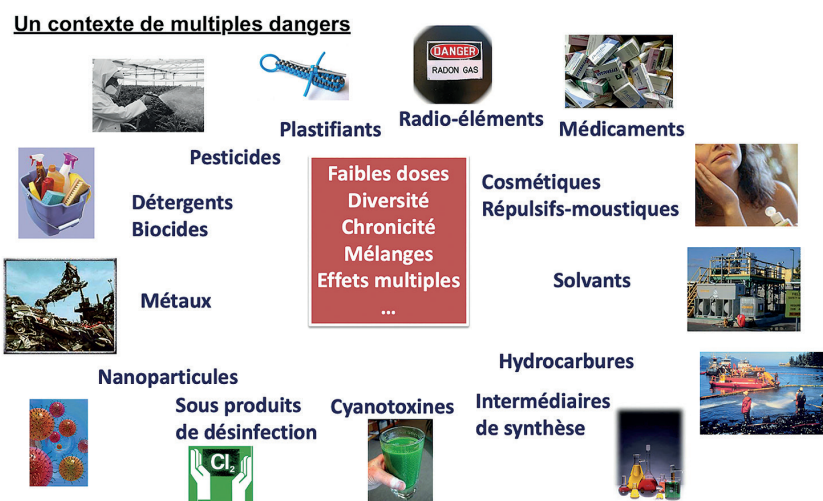 Un contexte de multiples dangers
DANGER
RADON GAS
Plastifiants
Radio-éléments
Médicaments
Pesticides
Détergents
Biocides
Faibles doses
Diversité
Chronicité
Mélanges
Effets multiples
...
Cosmétiques
Répulsifs-moustiques
Métaux
Solvants
Nanoparticules
Hydrocarbures
Sous produits
de désinfection
Cyanotoxines
Intermédiaires
de synthèse
Cl2